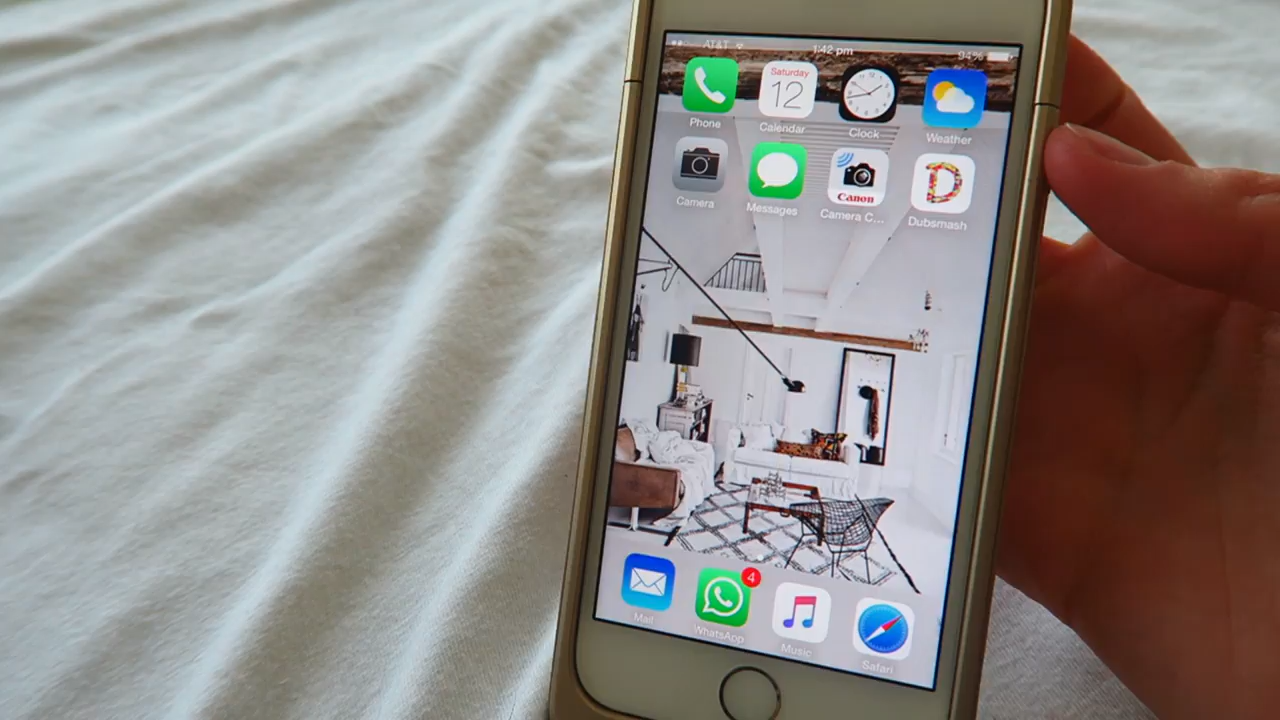 AT&T 1:42 pm 94%
Saturday
12
Phone Calendar Clock Weather
Canon
D
Camera Messages Camera C... Dubsmash
4
Mail WhatsApp Music Safari